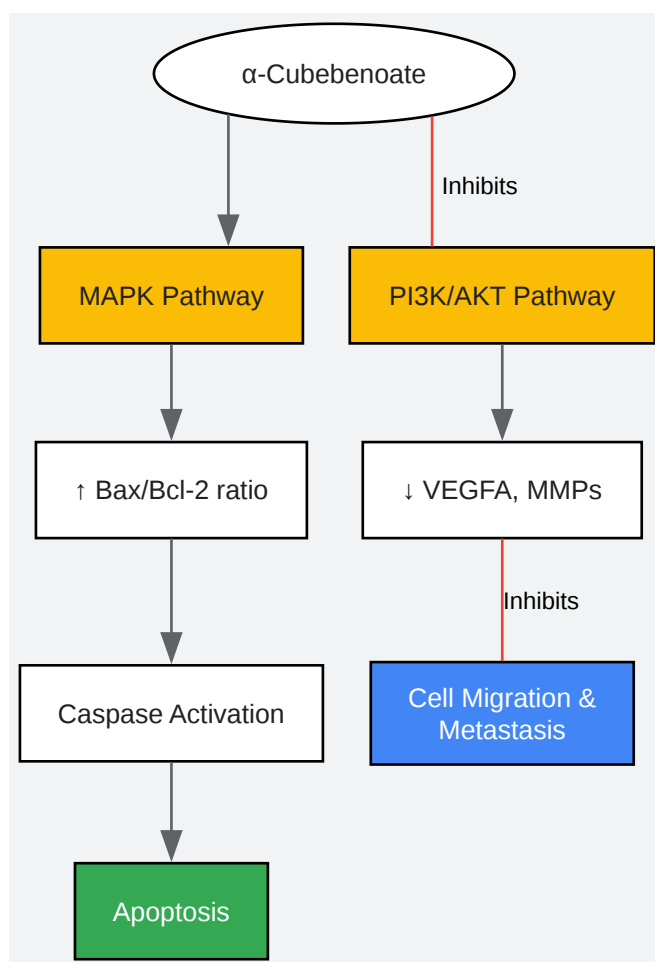 α-Cubebenoate
Inhibits
MAPK Pathway
PI3K/AKT Pathway
↑ Bax/Bcl-2 ratio
↓ VEGFA, MMPs
Inhibits
Caspase Activation
Cell Migration &
Metastasis
Apoptosis